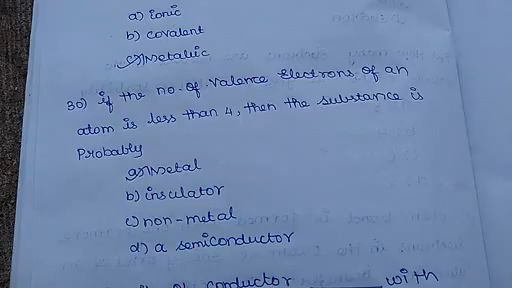 a) ionic
b) covalent
c) Metallic
30) if the no. of valence electrons of an
atom is less than 4, then the substance is
Probably
a) Metal
b) insulator
c) non-metal
d) a semiconductor
conductor with